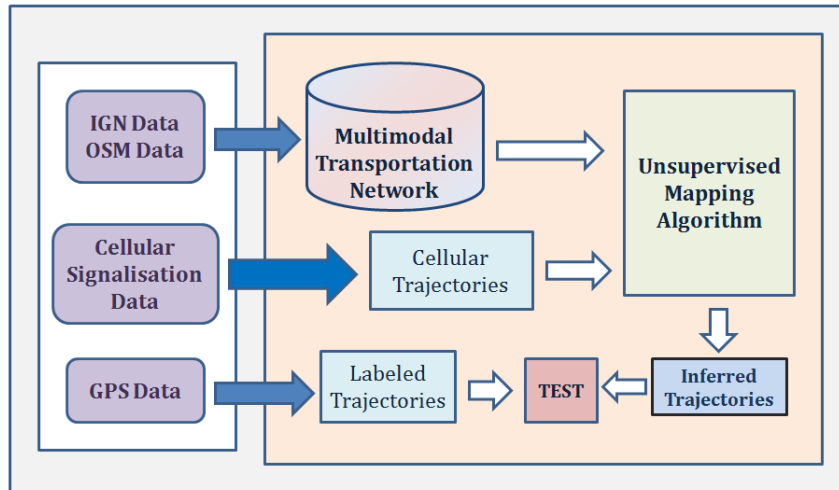 IGN Data
OSM Data
Multimodal
Transportation
Network
Unsupervised
Mapping
Algorithm
Cellular
Signalisation
Data
Cellular
Trajectories
GPS Data
Labeled
Trajectories
TEST
Inferred
Trajectories